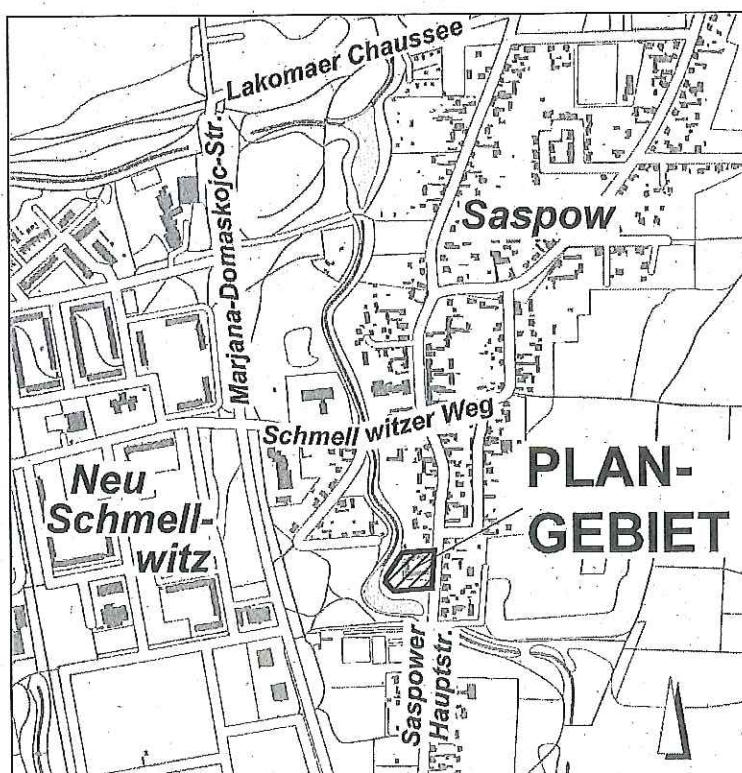 Lakomaer Chaussee
Marjana-Domaskojc-Str.
Saspow
Schmell witzer Weg
Neu
Schmell-
witz
PLAN-
GEBIET
Saspower
Hauptstr.